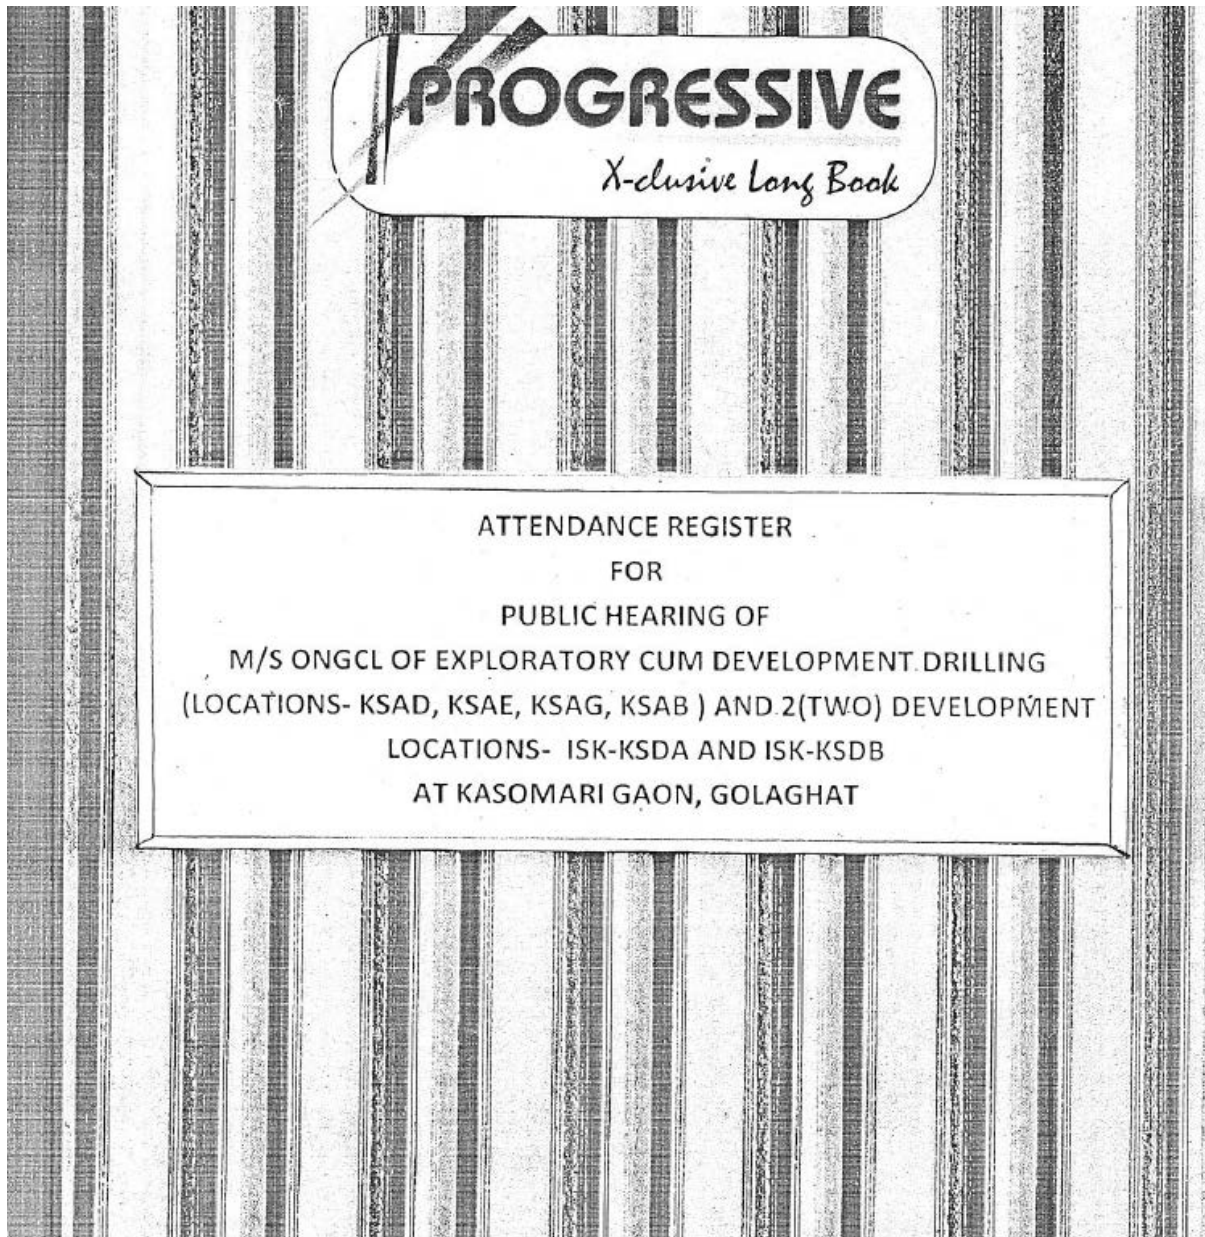 PROGRESSIVE
X-clusive Long Book
ATTENDANCE REGISTER
FOR
PUBLIC HEARING OF
M/S ONGCL OF EXPLORATORY CUM DEVELOPMENT DRILLING
(LOCATIONS- KSAD, KSAE, KSAG, KSAB ) AND 2(TWO) DEVELOPMENT
LOCATIONS- ISK-KSDA AND ISK-KSDB
AT KASOMARI GAON, GOLAGHAT